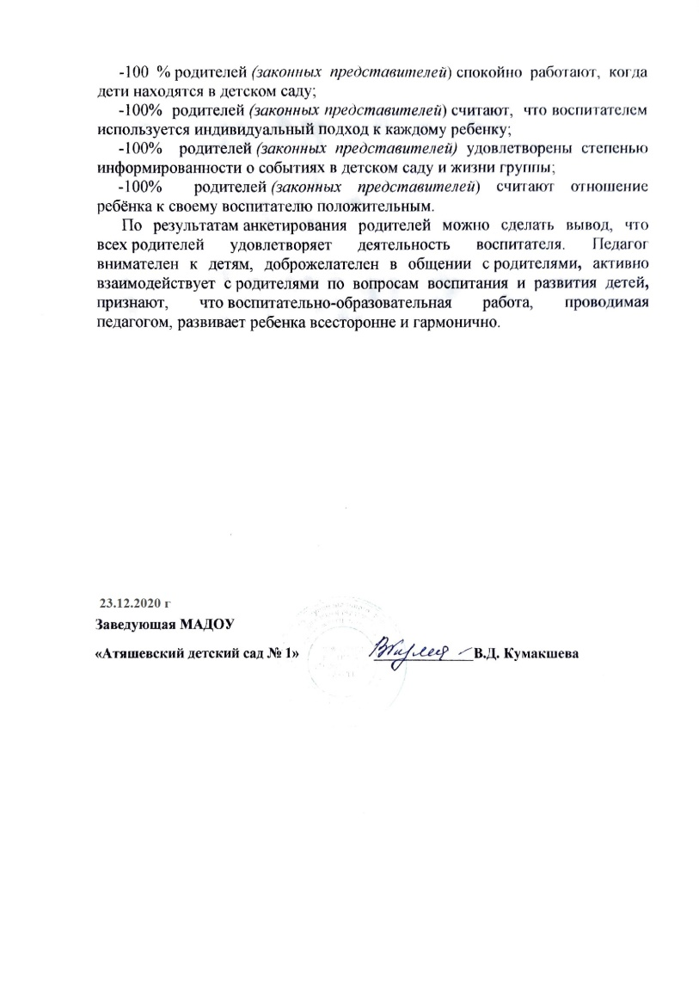 -100 % родителей (законных представителей) спокойно работают, когда
дети находятся в детском саду;
-100% родителей (законных представителей) считают, что воспитателем
используется индивидуальный подход к каждому ребенку;
-100% родителей (законных представителей) удовлетворены степенью
информированности о событиях в детском саду и жизни группы;
-100% родителей (законных представителей) считают отношение
ребёнка к своему воспитателю положительным.
По результатам анкетирования родителей можно сделать вывод, что
всех родителей удовлетворяет деятельность воспитателя. Педагог
внимателен к детям, доброжелателен в общении с родителями, активно
взаимодействует с родителями по вопросам воспитания и развития детей,
признают, что воспитательно-образовательная работа, проводимая
педагогом, развивает ребенка всесторонне и гармонично.
23.12.2020 г
Заведующая МАДОУ
«Атяшевский детский сад № 1» В.Д. Кумакшева